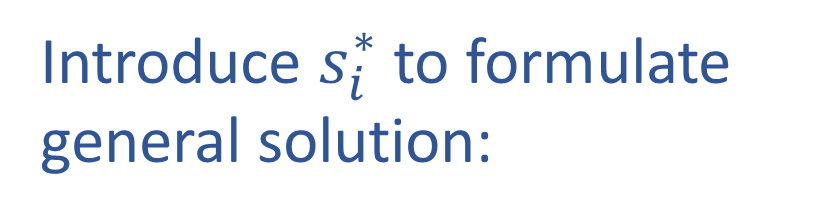 Introduce $s_i^*$ to formulate
general solution: